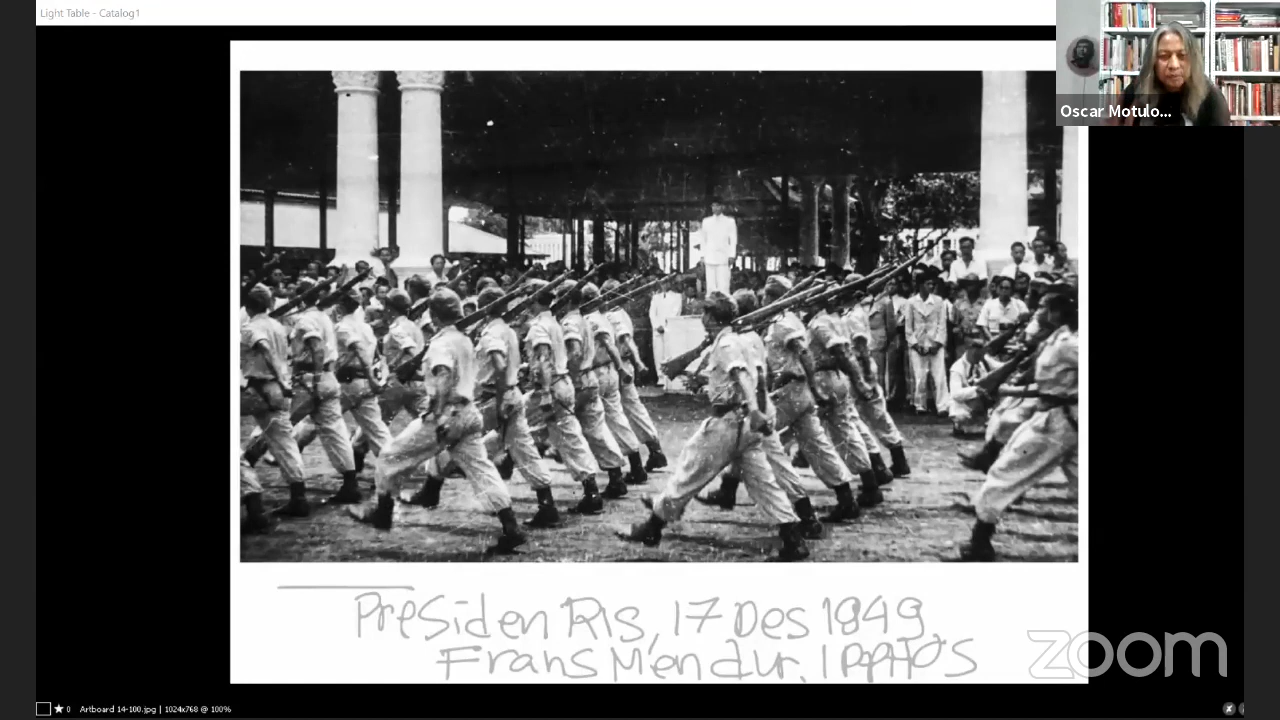 Light Table - Catalog1
Oscar Motulo...
Presiden RIS, 17 Des 1949
Frans Mendur. IPPHOS
zoom
0 Artboard 14-100.jpg | 1024x768 @ 100%